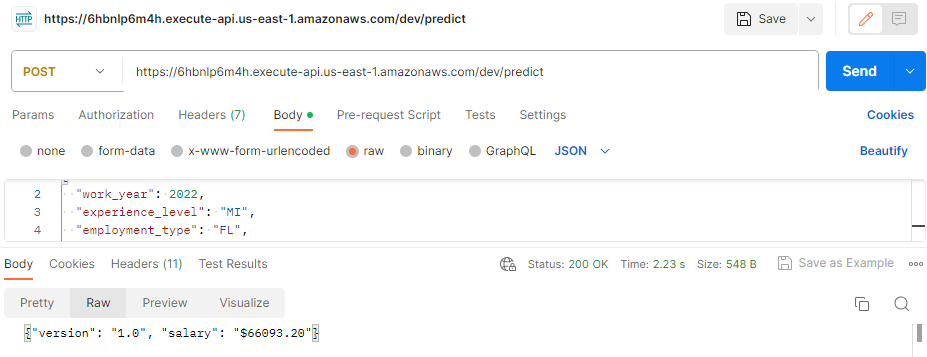 HTTP https://6hbnlp6m4h.execute-api.us-east-1.amazonaws.com/dev/predict Save
POST https://6hbnlp6m4h.execute-api.us-east-1.amazonaws.com/dev/predict Send
Params Authorization Headers (7) Body Pre-request Script Tests Settings Cookies
none form-data x-www-form-urlencoded raw binary GraphQL JSON Beautify
2 "work_year": 2022,
3 "experience_level": "MI",
4 "employment_type": "FL",
Body Cookies Headers (11) Test Results Status: 200 OK Time: 2.23 s Size: 548 B Save as Example
Pretty Raw Preview Visualize
{"version": "1.0", "salary": "$66093.20"}